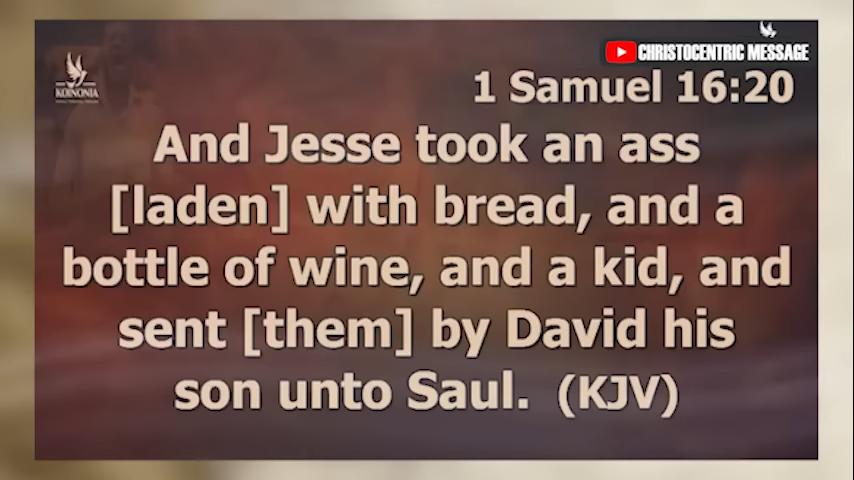 CHRISTOCENTRIC MESSAGE
KOINONIA
1 Samuel 16:20
And Jesse took an ass
[laden] with bread, and a
bottle of wine, and a kid, and
sent [them] by David his
son unto Saul. (KJV)